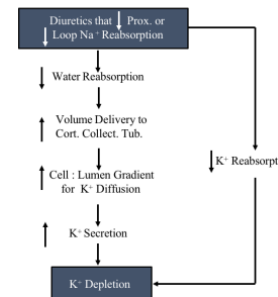 Diuretics that ↓ Prox. or
↓ Loop Na⁺ Reabsorption
↓ Water Reabsorption
↑ Volume Delivery to
Cort. Collect. Tub.
↑ Cell : Lumen Gradient
for K⁺ Diffusion
↓ K⁺ Reabsorpt
↑ K⁺ Secretion
K⁺ Depletion